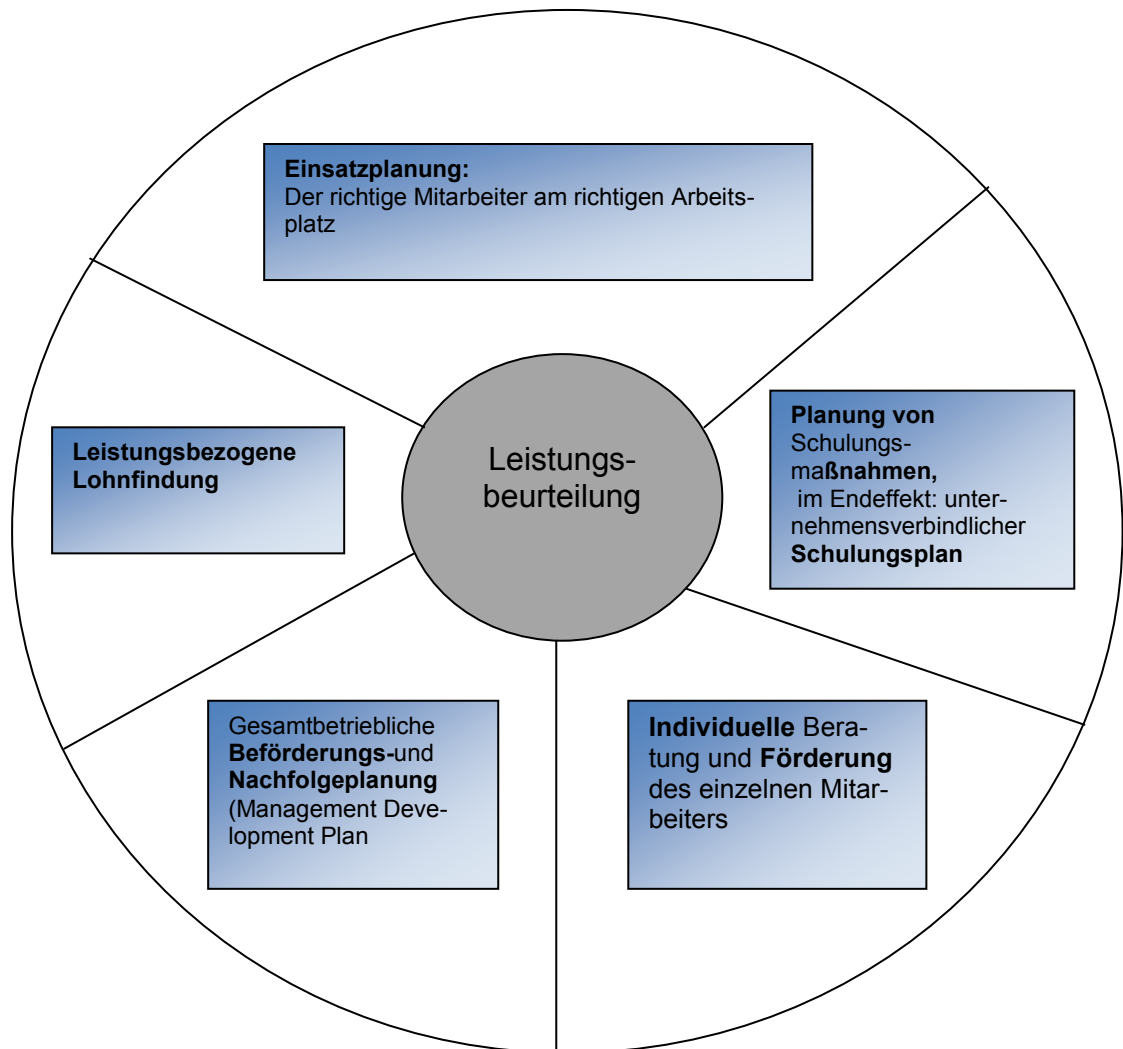 Einsatzplanung:
Der richtige Mitarbeiter am richtigen Arbeits-
platz
Leistungsbezogene
Lohnfindung
Leistungs-
beurteilung
Planung von
Schulungs-
maßnahmen,
im Endeffekt: unter-
nehmensverbindlicher
Schulungsplan
Gesamtbetriebliche
Beförderungs-und
Nachfolgeplanung
(Management Deve-
lopment Plan
Individuelle Bera-
tung und Förderung
des einzelnen Mitar-
beiters